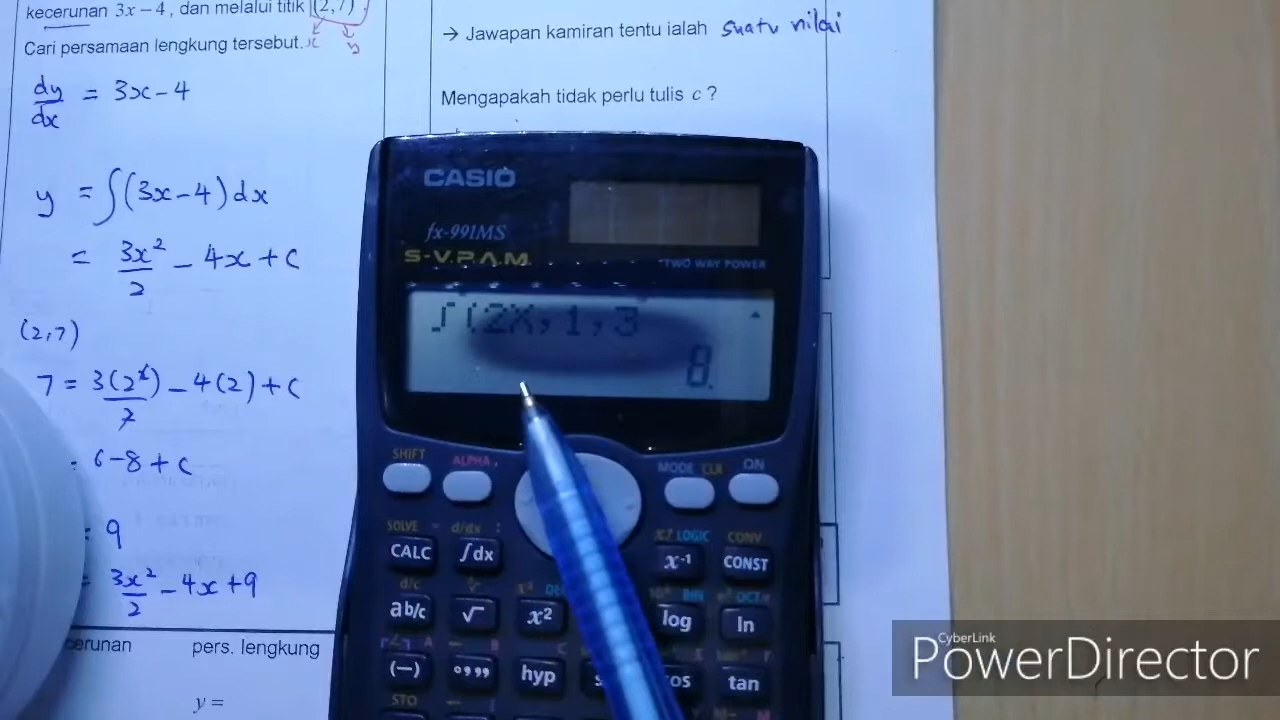 kecerunan 3x – 4, dan melalui titik (2,7)
Cari persamaan lengkung tersebut. x y
dy/dx = 3x - 4
y = ∫(3x - 4) dx
= 3x²/2 - 4x + c
(2,7)
7 = 3(2²)/2 - 4(2) + c
= 6 - 8 + c
= 9
= 3x²/2 - 4x + 9
cerunan pers. lengkung
y =
→ Jawapan kamiran tentu ialah suatu nilai
Mengapakah tidak perlu tulis c ?
CASIO
fx-991MS
S-V.P.A.M.
TWO WAY POWER
∫(2X,1,3
8.
SHIFT ALPHA MODE CLR ON
SOLVE = d/dx : x! LOGIC CONV
CALC ∫dx x⁻¹ CONST
d/c
ab/c √ x² log ln
(−) hyp tan
STO
CyberLink
PowerDirector